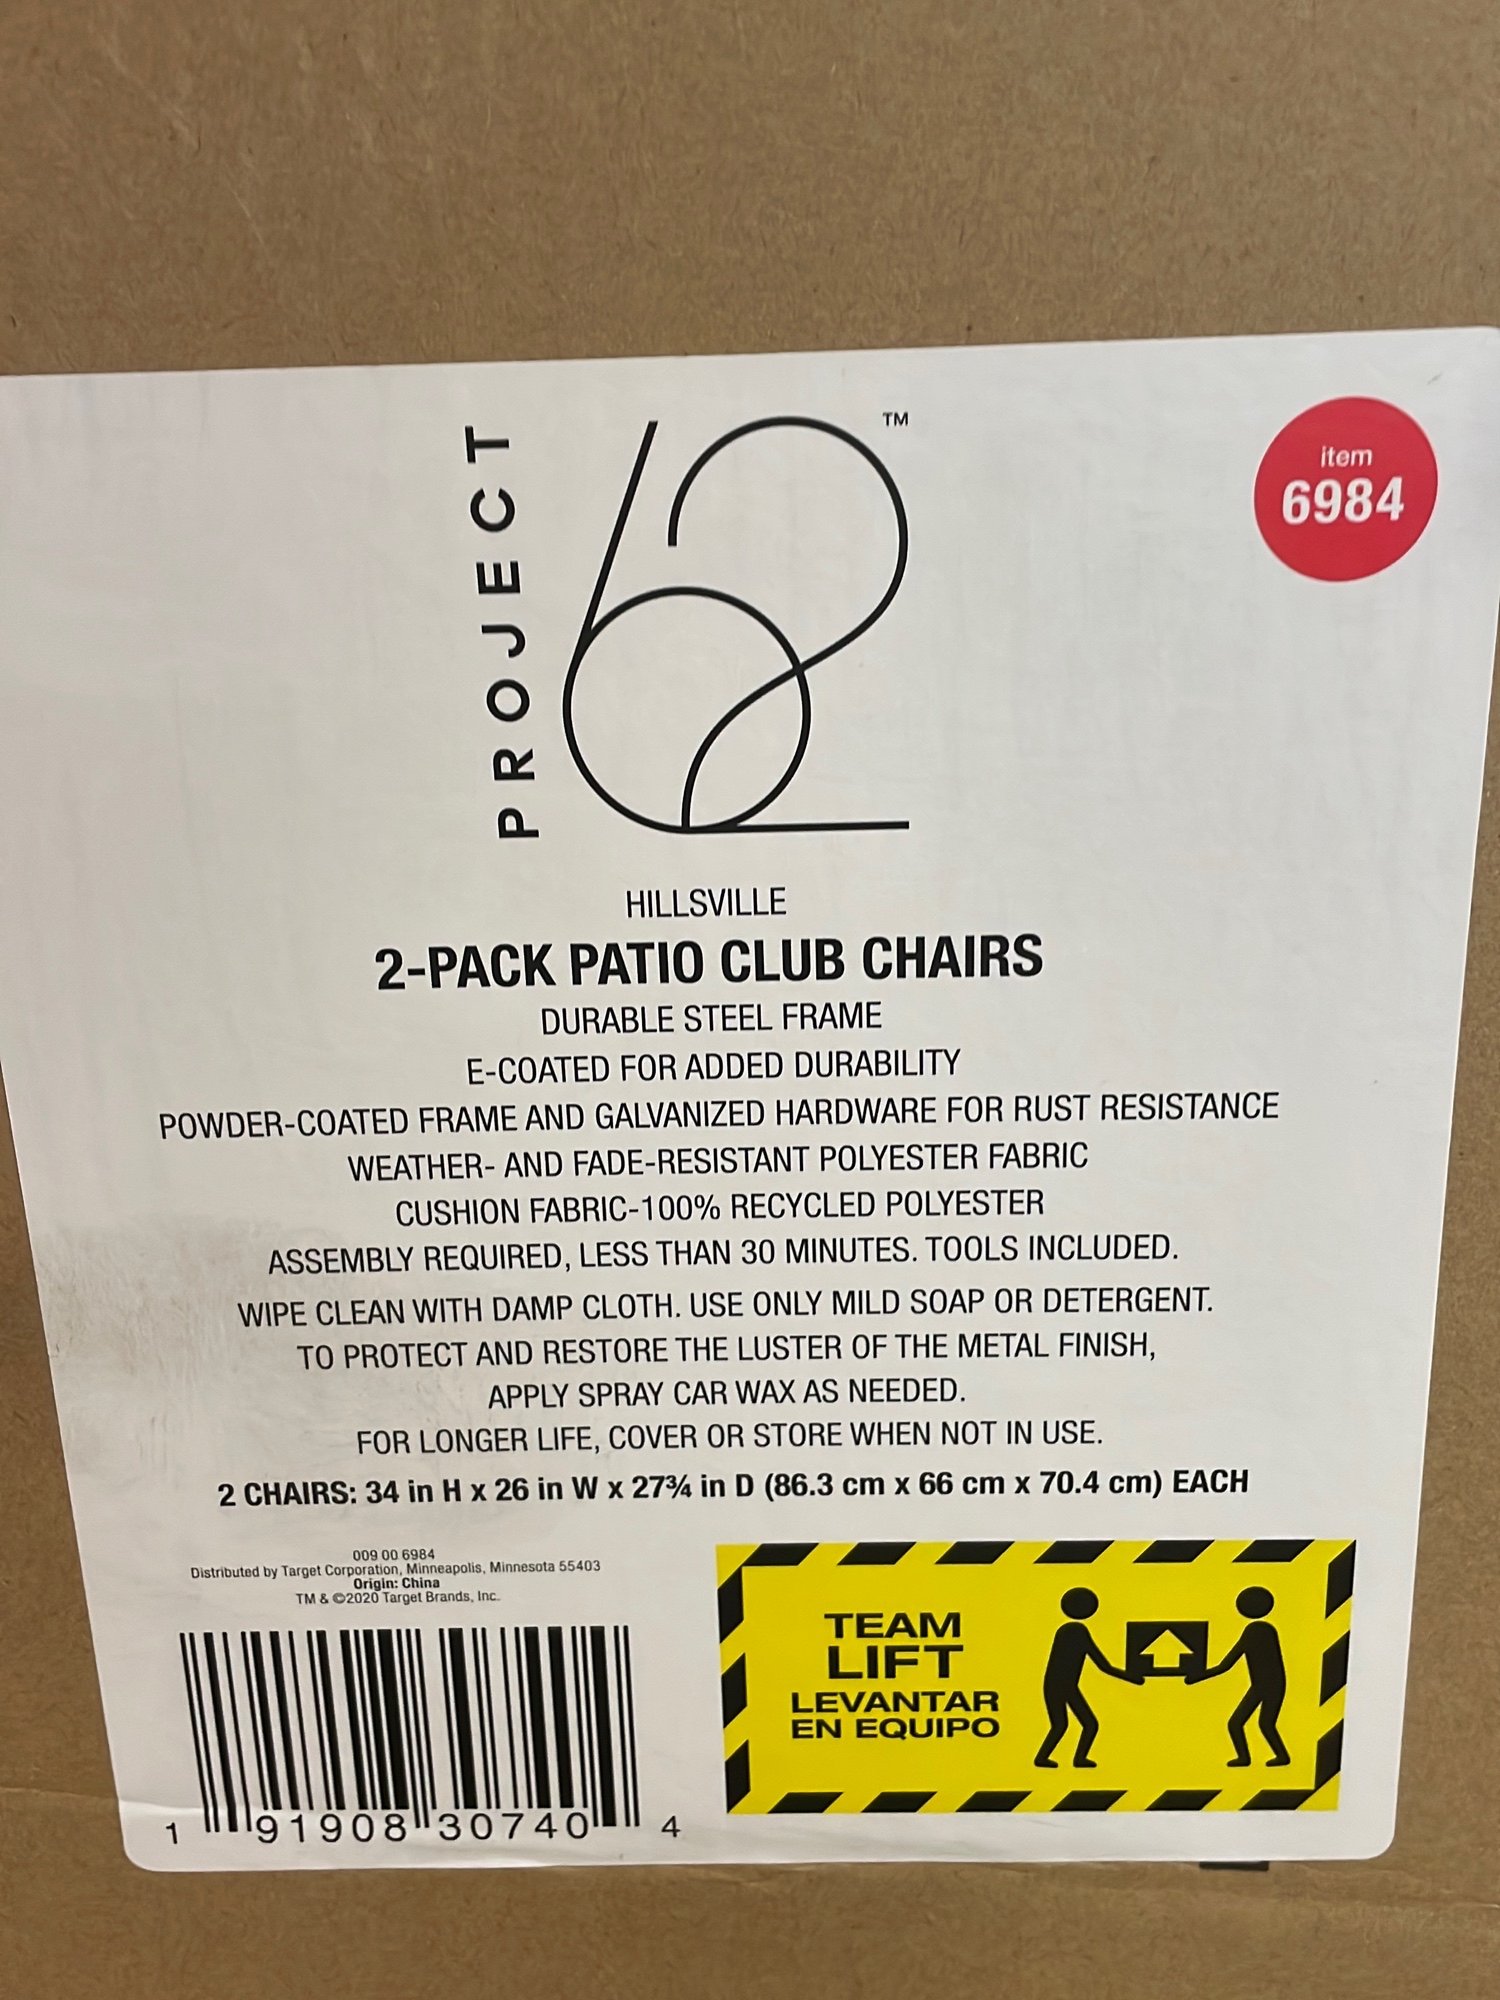 PROJECT
62 TM
item
6984
HILLSVILLE
2-PACK PATIO CLUB CHAIRS
DURABLE STEEL FRAME
E-COATED FOR ADDED DURABILITY
POWDER-COATED FRAME AND GALVANIZED HARDWARE FOR RUST RESISTANCE
WEATHER- AND FADE-RESISTANT POLYESTER FABRIC
CUSHION FABRIC-100% RECYCLED POLYESTER
ASSEMBLY REQUIRED, LESS THAN 30 MINUTES. TOOLS INCLUDED.
WIPE CLEAN WITH DAMP CLOTH. USE ONLY MILD SOAP OR DETERGENT.
TO PROTECT AND RESTORE THE LUSTER OF THE METAL FINISH,
APPLY SPRAY CAR WAX AS NEEDED.
FOR LONGER LIFE, COVER OR STORE WHEN NOT IN USE.
2 CHAIRS: 34 in H x 26 in W x 27¾ in D (86.3 cm x 66 cm x 70.4 cm) EACH
009 00 6984
Distributed by Target Corporation, Minneapolis, Minnesota 55403
Origin: China
TM & ©2020 Target Brands, Inc.
1 91908 30740 4
TEAM
LIFT
LEVANTAR
EN EQUIPO